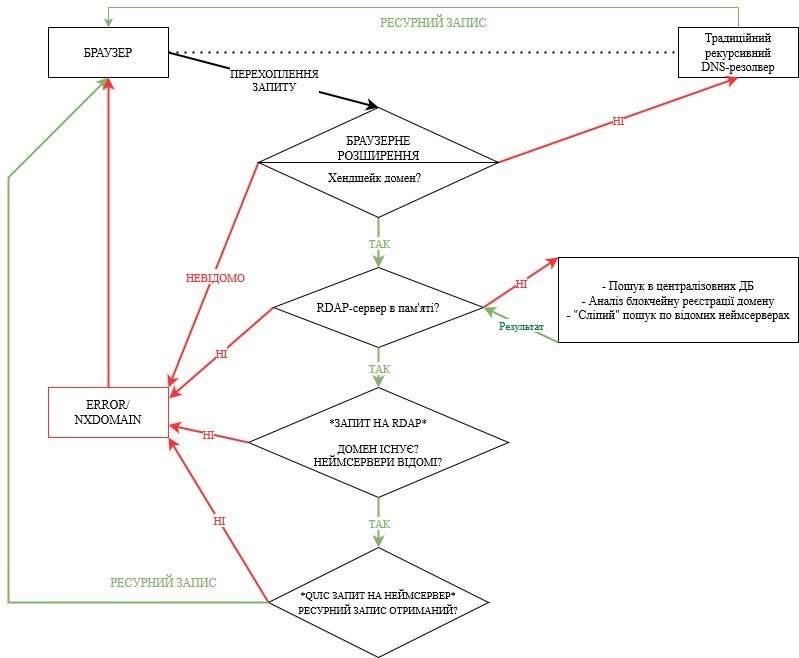 РЕСУРНИЙ ЗАПИС
БРАУЗЕР
Традиційний
рекурсивний
DNS-резолвер
ПЕРЕХОПЛЕННЯ
ЗАПИТУ
НІ
БРАУЗЕРНЕ
РОЗШИРЕННЯ
Хендшейк домен?
ТАК
НЕВІДОМО
НІ
RDAP-сервер в пам'яті?
- Пошук в централізовних ДБ
- Аналіз блокчейну реєстрації домену
- "Сліпий" пошук по відомих неймсерверах
Результат
НІ
ТАК
ERROR/
NXDOMAIN
*ЗАПИТ НА RDAP*
НІ
ДОМЕН ІСНУЄ?
НЕЙМСЕРВЕРИ ВІДОМІ?
НІ
ТАК
РЕСУРНИЙ ЗАПИС
*QUIC ЗАПИТ НА НЕЙМСЕРВЕР*
РЕСУРНИЙ ЗАПИС ОТРИМАНИЙ?